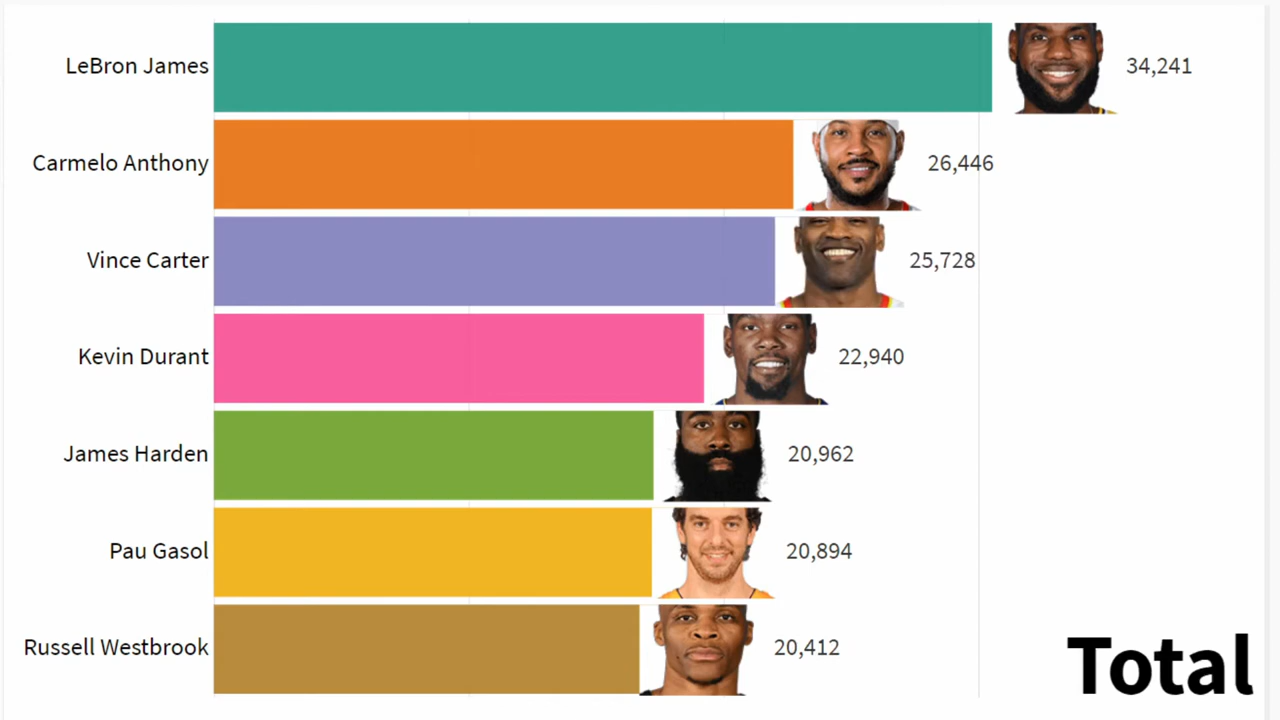 LeBron James 34,241
Carmelo Anthony 26,446
Vince Carter 25,728
Kevin Durant 22,940
James Harden 20,962
Pau Gasol 20,894
Russell Westbrook 20,412
Total